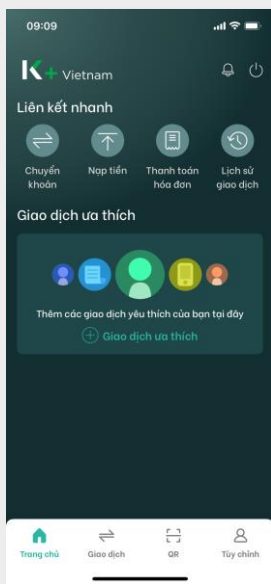 09:09
K+ Vietnam
Liên kết nhanh
Chuyển khoản
Nạp tiền
Thanh toán hóa đơn
Lịch sử giao dịch
Giao dịch ưa thích
Thêm các giao dịch yêu thích của bạn tại đây
Giao dịch ưa thích
Trang chủ
Giao dịch
QR
Tùy chỉnh